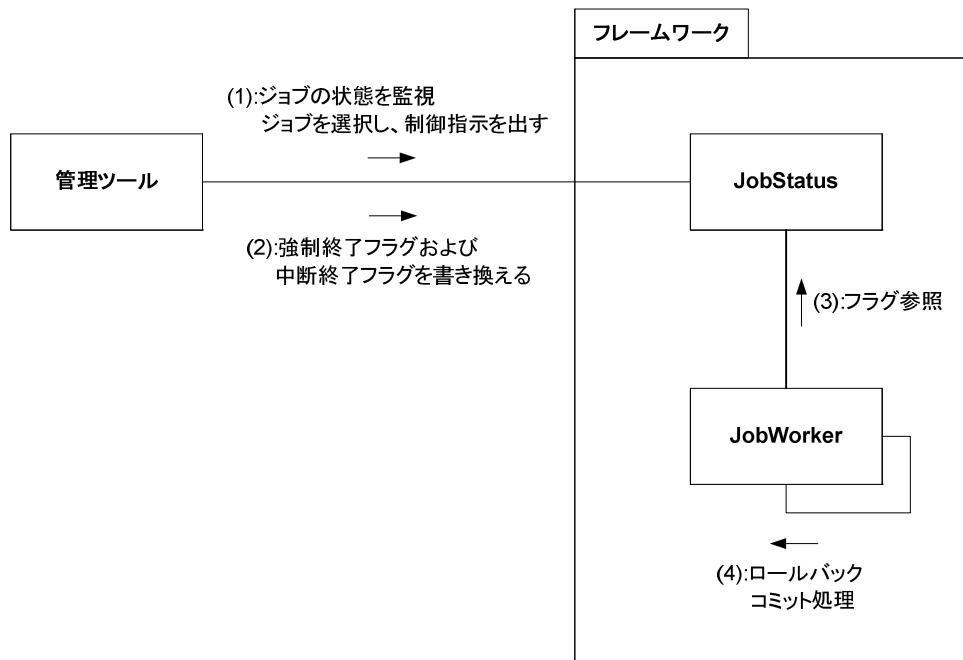 フレームワーク
(1):ジョブの状態を監視
ジョブを選択し、制御指示を出す
管理ツール
JobStatus
(2):強制終了フラグおよび
中断終了フラグを書き換える
(3):フラグ参照
JobWorker
(4):ロールバック
コミット処理